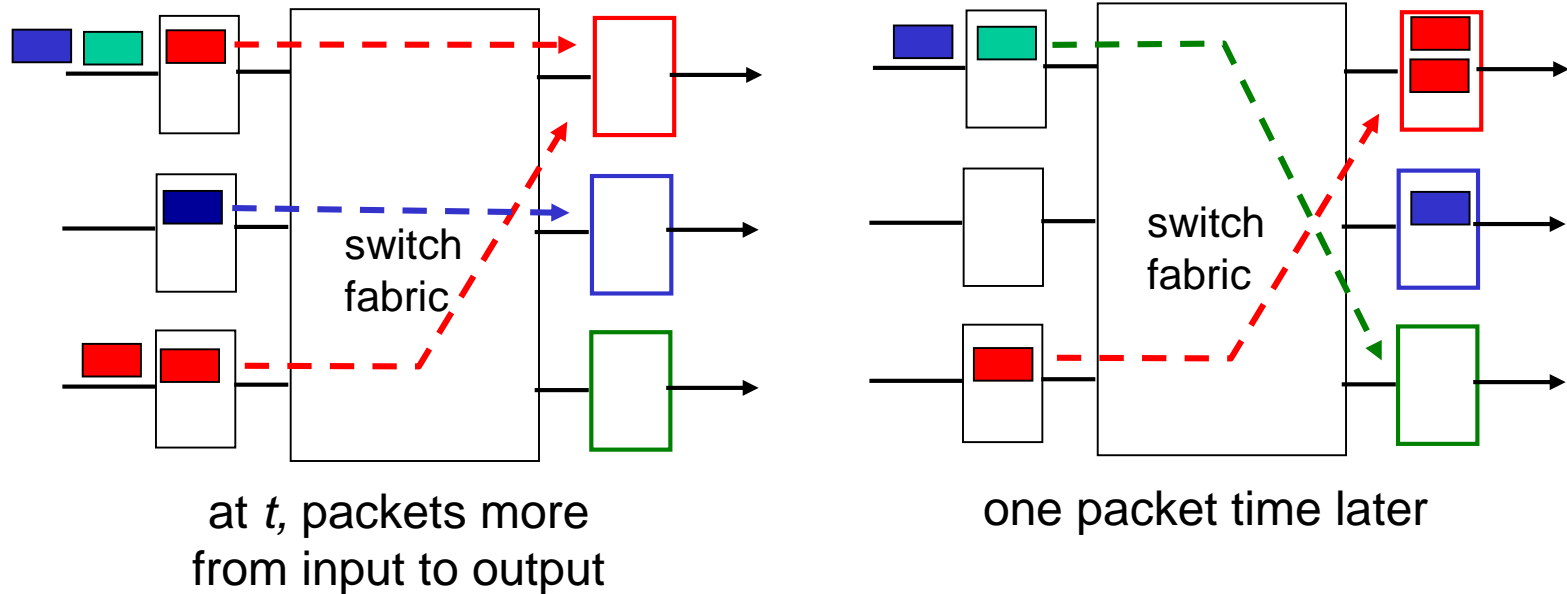 switch
fabric
at t, packets more
from input to output
switch
fabric
one packet time later